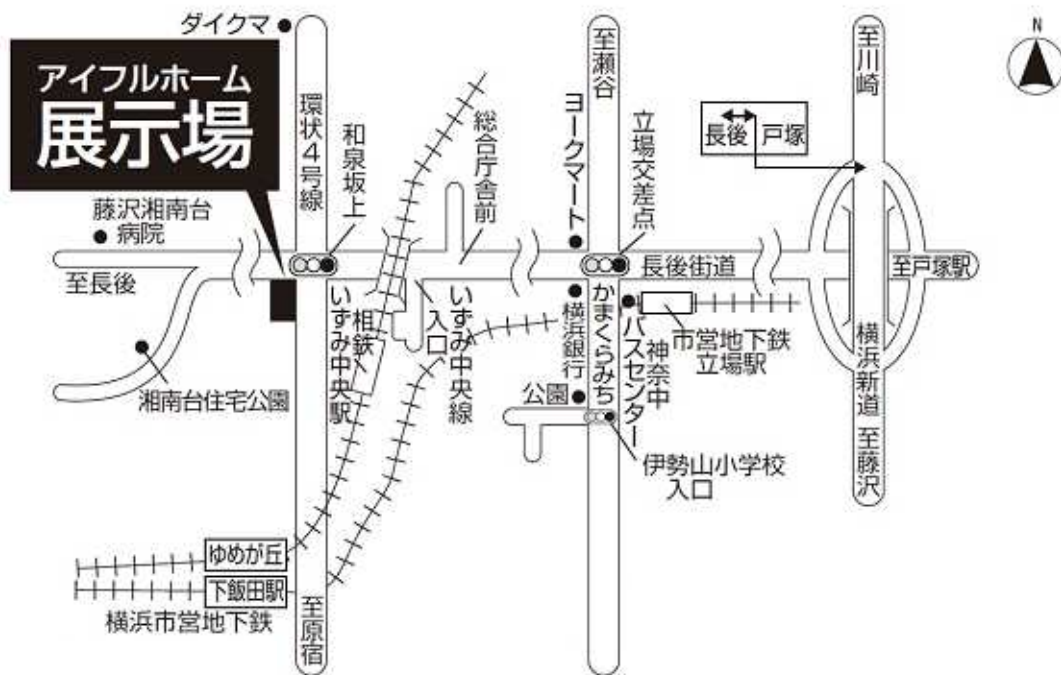 ダイクマ
アイフルホーム
展示場
環状4号線
和泉坂上
総合庁舎前
ヨークマート
至瀬谷
立場交差点
長後
戸塚
至川崎
N
藤沢湘南台
病院
至長後
長後街道
至戸塚駅
湘南台住宅公園
いずみ中央駅
相鉄
入口
いずみ中央線
横浜銀行
かまくらみち
バスセンター
神奈中
市営地下鉄
立場駅
公園
伊勢山小学校
入口
横浜新道
至藤沢
ゆめが丘
下飯田駅
横浜市営地下鉄
至原宿